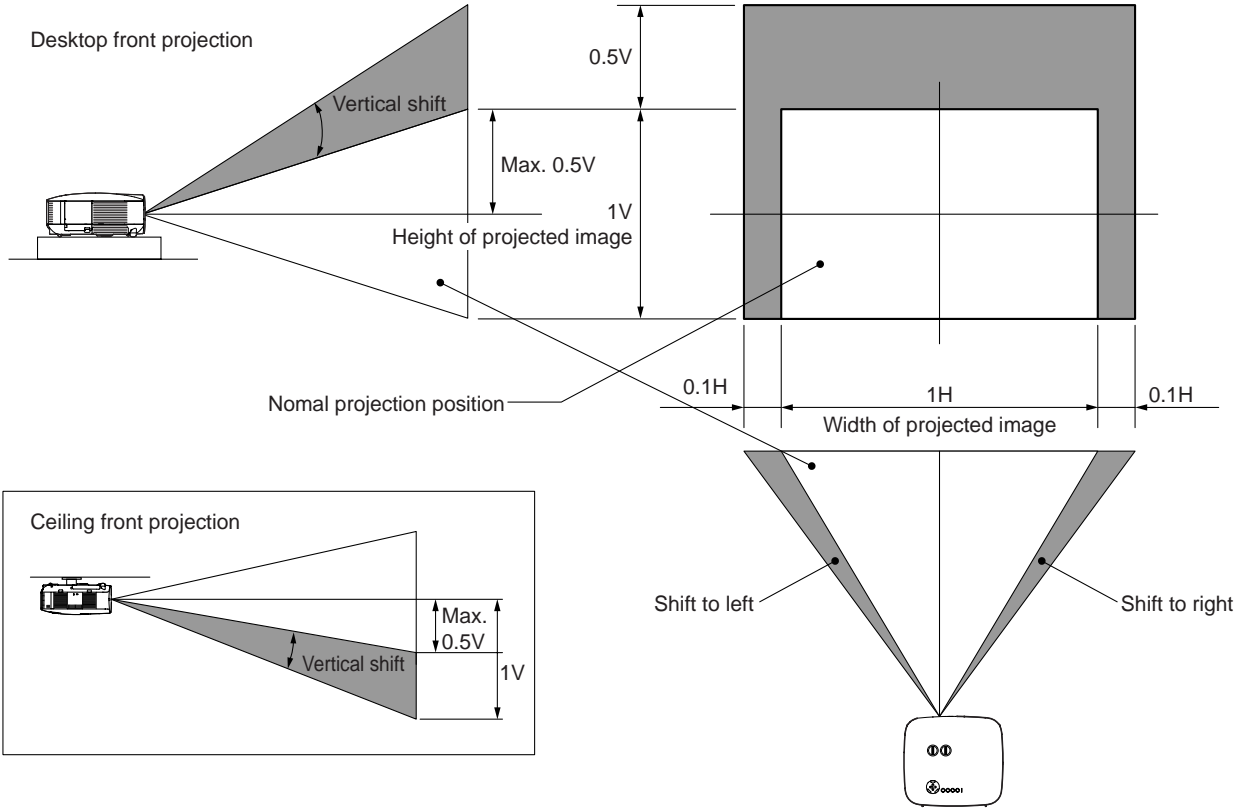 Desktop front projection
Vertical shift
Max. 0.5V
0.5V
1V
Height of projected image
Nomal projection position
0.1H
1H
0.1H
Width of projected image
Ceiling front projection
Max.
0.5V
Vertical shift
1V
Shift to left
Shift to right